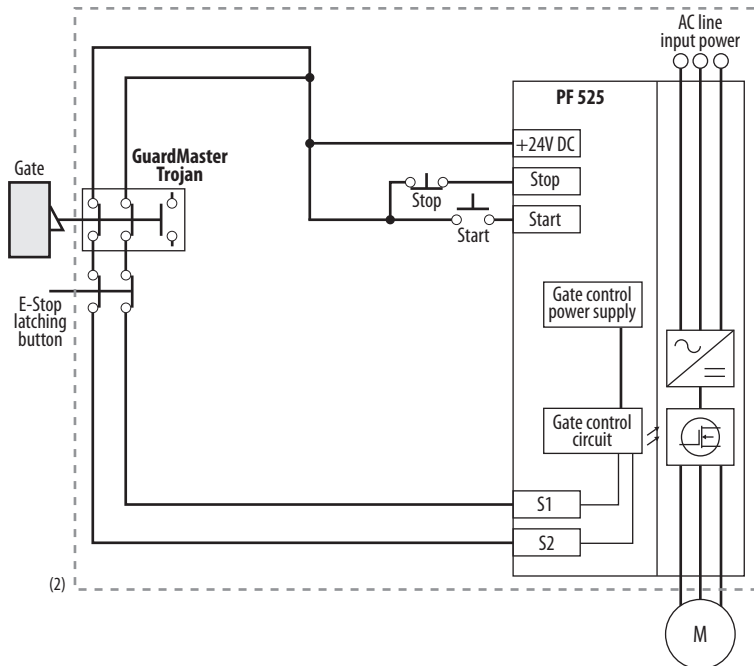 AC line
input power
PF 525
GuardMaster
Trojan
Gate
+24V DC
Stop
Stop
Start
Start
Gate control
power supply
E-Stop
latching
button
Gate control
circuit
S1
S2
(2)
M